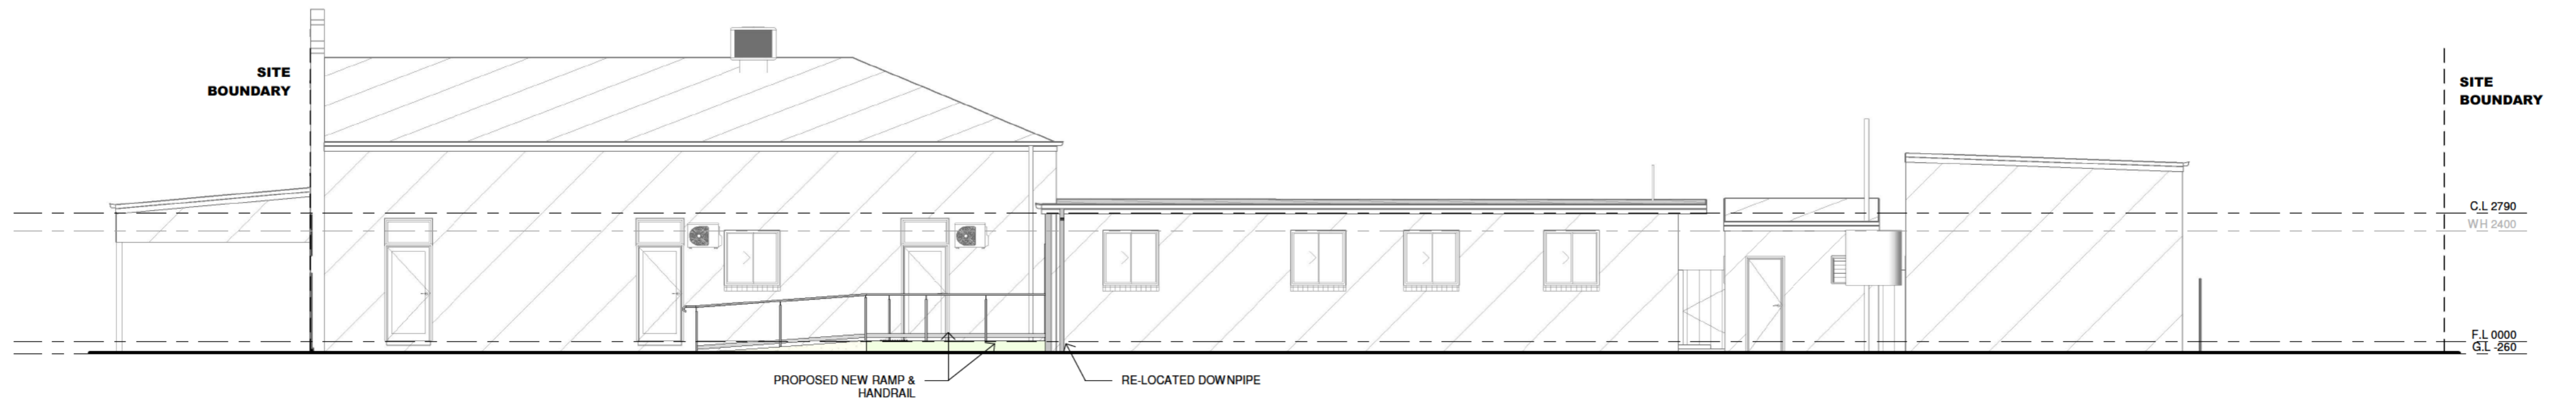 SITE
BOUNDARY
SITE
BOUNDARY
C.L 2790
WH 2400
F.L 0000
G.L -260
PROPOSED NEW RAMP &
HANDRAIL
RE-LOCATED DOWNPIPE